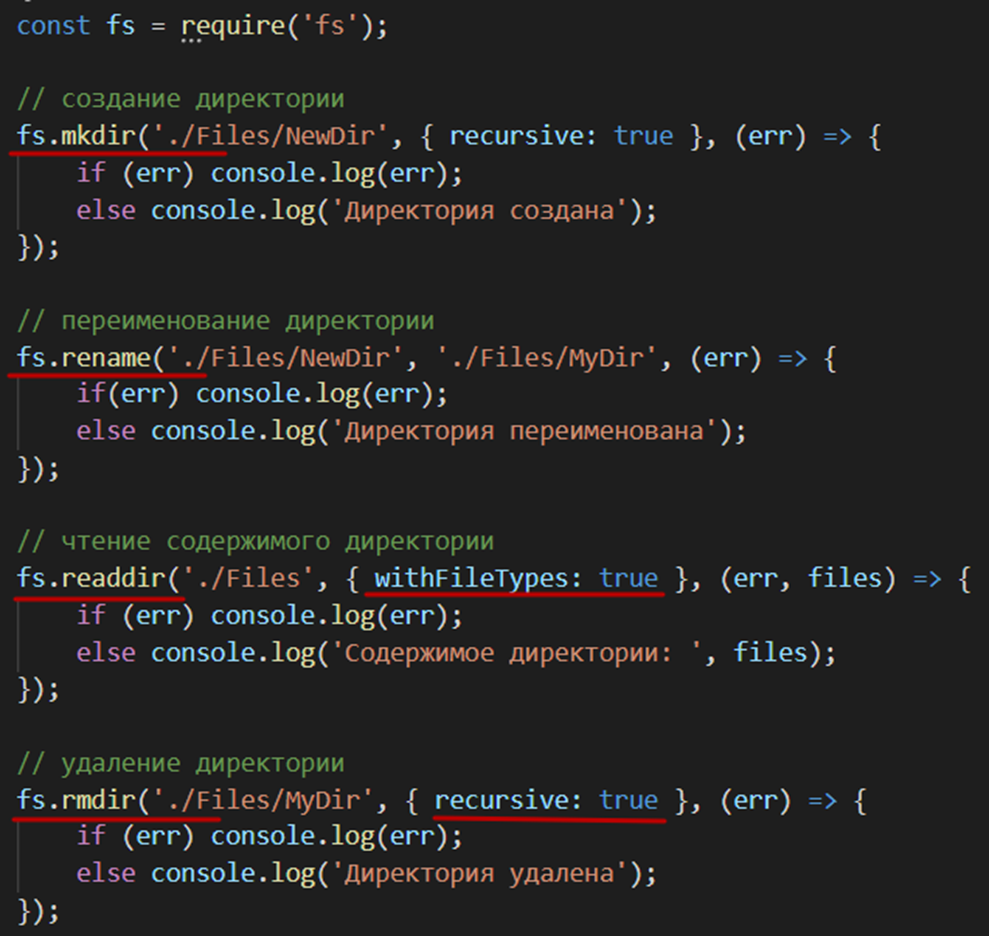 const fs = require('fs');
// создание директории
fs.mkdir('./Files/NewDir', { recursive: true }, (err) => {
if (err) console.log(err);
else console.log('Директория создана');
});
// переименование директории
fs.rename('./Files/NewDir', './Files/MyDir', (err) => {
if(err) console.log(err);
else console.log('Директория переименована');
});
// чтение содержимого директории
fs.readdir('./Files', { withFileTypes: true }, (err, files) => {
if (err) console.log(err);
else console.log('Содержимое директории: ', files);
});
// удаление директории
fs.rmdir('./Files/MyDir', { recursive: true }, (err) => {
if (err) console.log(err);
else console.log('Директория удалена');
});